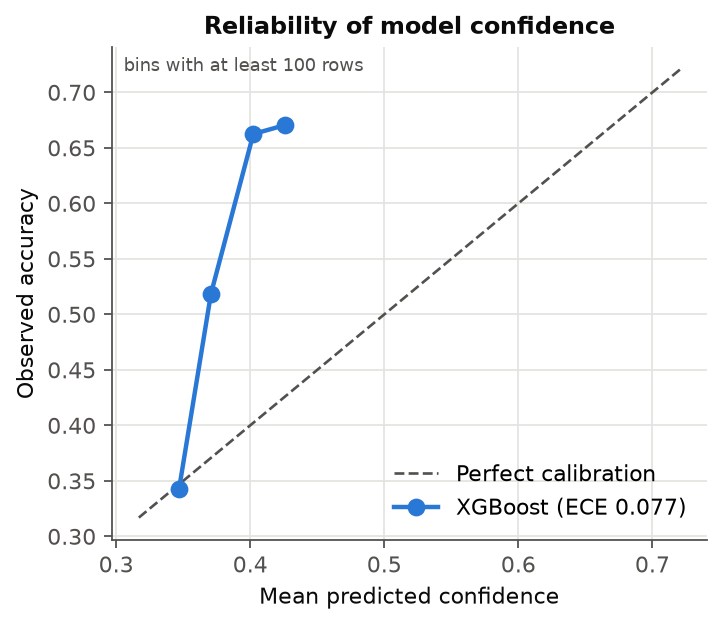 Reliability of model confidence
bins with at least 100 rows
0.70
0.65
0.60
0.55
0.50
0.45
0.40
0.35
0.30
Observed accuracy
Perfect calibration
XGBoost (ECE 0.077)
0.3 0.4 0.5 0.6 0.7
Mean predicted confidence